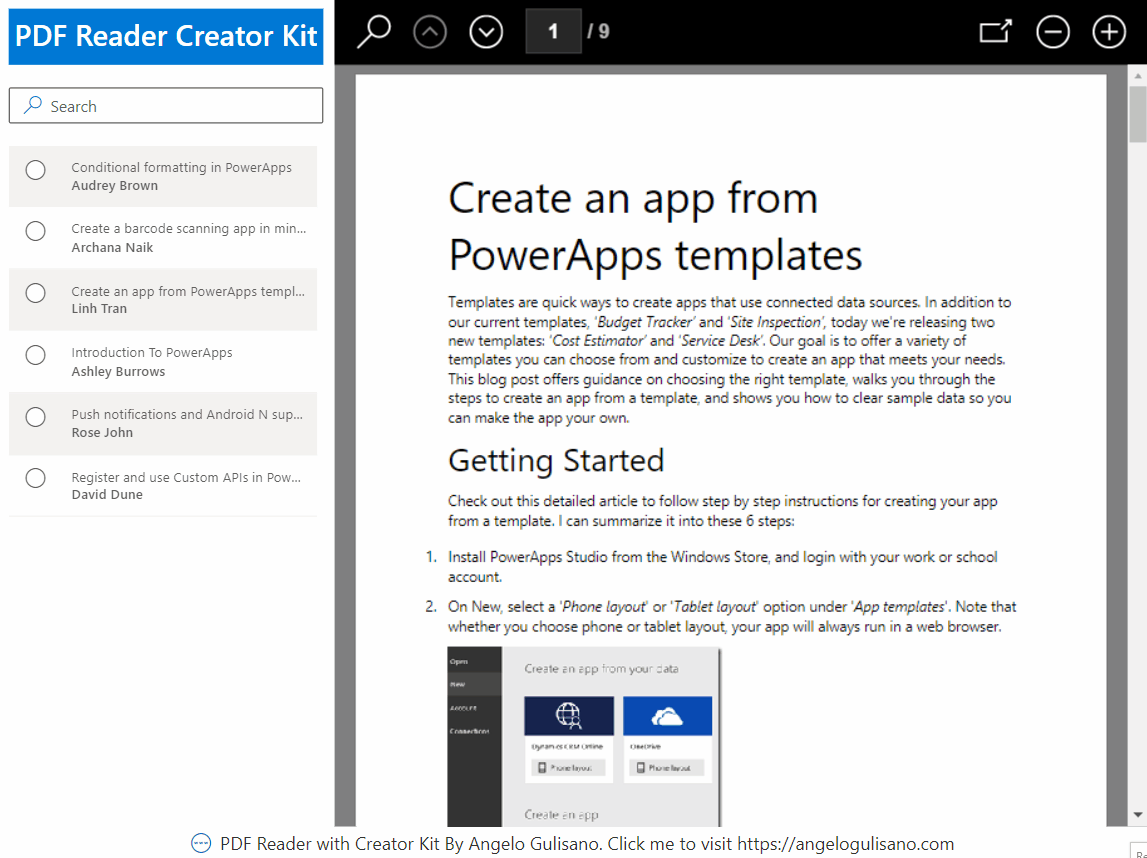 PDF Reader Creator Kit
Search
Conditional formatting in PowerApps
Audrey Brown
Create a barcode scanning app in min...
Archana Naik
Create an app from PowerApps templ...
Linh Tran
Introduction To PowerApps
Ashley Burrows
Push notifications and Android N sup...
Rose John
Register and use Custom APIs in Pow...
David Dune
1 / 9
Create an app from
PowerApps templates
Templates are quick ways to create apps that use connected data sources. In addition to
our current templates, 'Budget Tracker' and 'Site Inspection', today we're releasing two
new templates: 'Cost Estimator' and 'Service Desk'. Our goal is to offer a variety of
templates you can choose from and customize to create an app that meets your needs.
This blog post offers guidance on choosing the right template, walks you through the
steps to create an app from a template, and shows you how to clear sample data so you
can make the app your own.
Getting Started
Check out this detailed article to follow step by step instructions for creating your app
from a template. I can summarize it into these 6 steps:
1. Install PowerApps Studio from the Windows Store, and login with your work or school
account.
2. On New, select a 'Phone layout' or 'Tablet layout' option under 'App templates'. Note that
whether you choose phone or tablet layout, your app will always run in a web browser.
Open
New
Account
Connections
Create an app from your data
Dynamics CRM Online
OneDrive
Phone layout
Phone layout
Create an app
PDF Reader with Creator Kit By Angelo Gulisano. Click me to visit https://angelogulisano.com